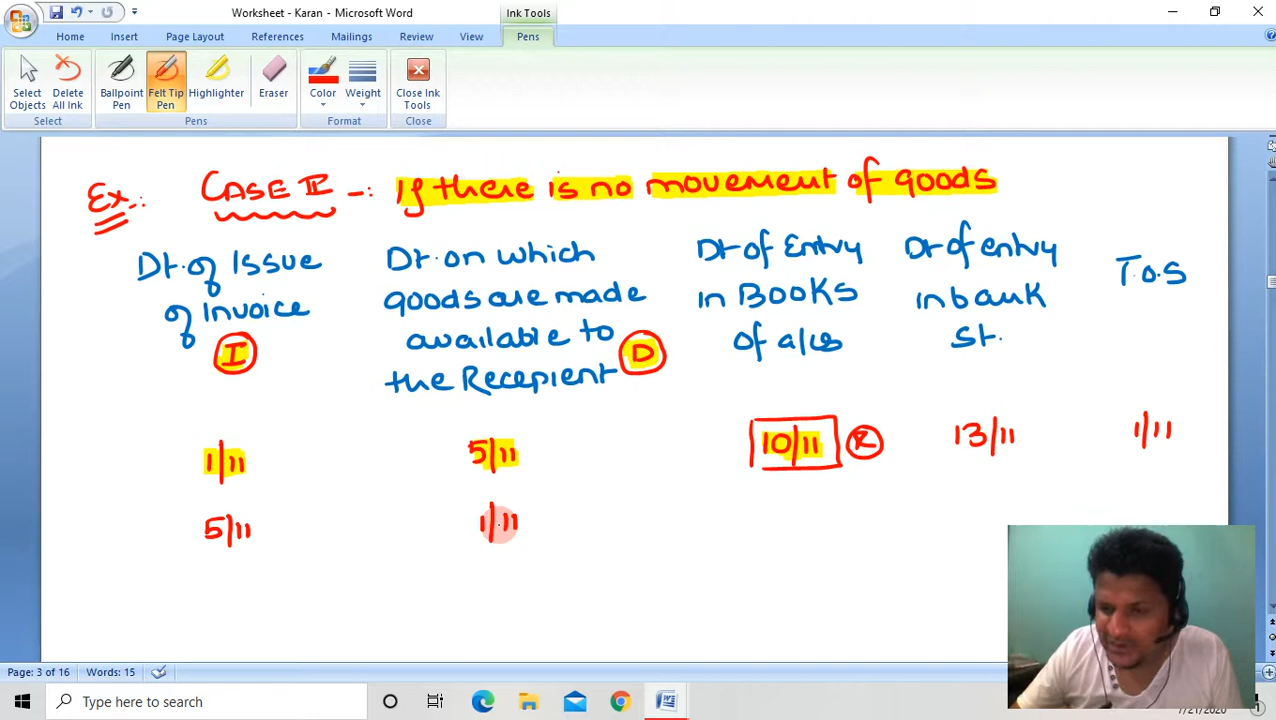 Worksheet - Karan - Microsoft Word
Ink Tools
Home Insert Page Layout References Mailings Review View Pens
Select Objects
Delete All Ink
Ballpoint Pen
Felt Tip Pen
Highlighter
Eraser
Color
Weight
Close Ink Tools
Select Pens Format Close
Ex.: CASE II -: If there is no movement of goods
Dt. of Issue of Invoice I
Dt. on which goods are made available to the Recepient D
Dt of Entry in Books of a/cs
Dt of entry in bank St.
T.O.S
1/11 5/11 10/11 R 13/11 1/11
5/11 1/11
Page: 3 of 16 Words: 15
Type here to search
7/21/2020